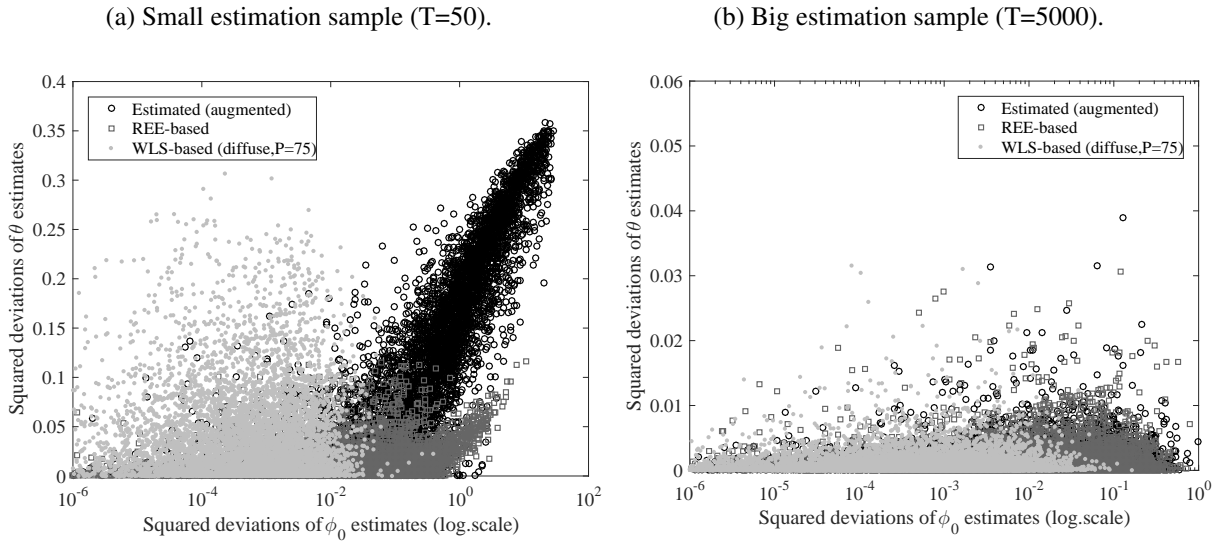 (a) Small estimation sample (T=50).
0.4
0.35
0.3
0.25
0.2
0.15
0.1
0.05
0
Squared deviations of θ estimates
Estimated (augmented)
REE-based
WLS-based (diffuse,P=75)
10^-6
10^-4
10^-2
10^0
10^2
Squared deviations of ϕ_0 estimates (log.scale)
(b) Big estimation sample (T=5000).
0.06
0.05
0.04
0.03
0.02
0.01
0
Squared deviations of θ estimates
Estimated (augmented)
REE-based
WLS-based (diffuse,P=75)
10^-6
10^-5
10^-4
10^-3
10^-2
10^-1
10^0
Squared deviations of ϕ_0 estimates (log.scale)